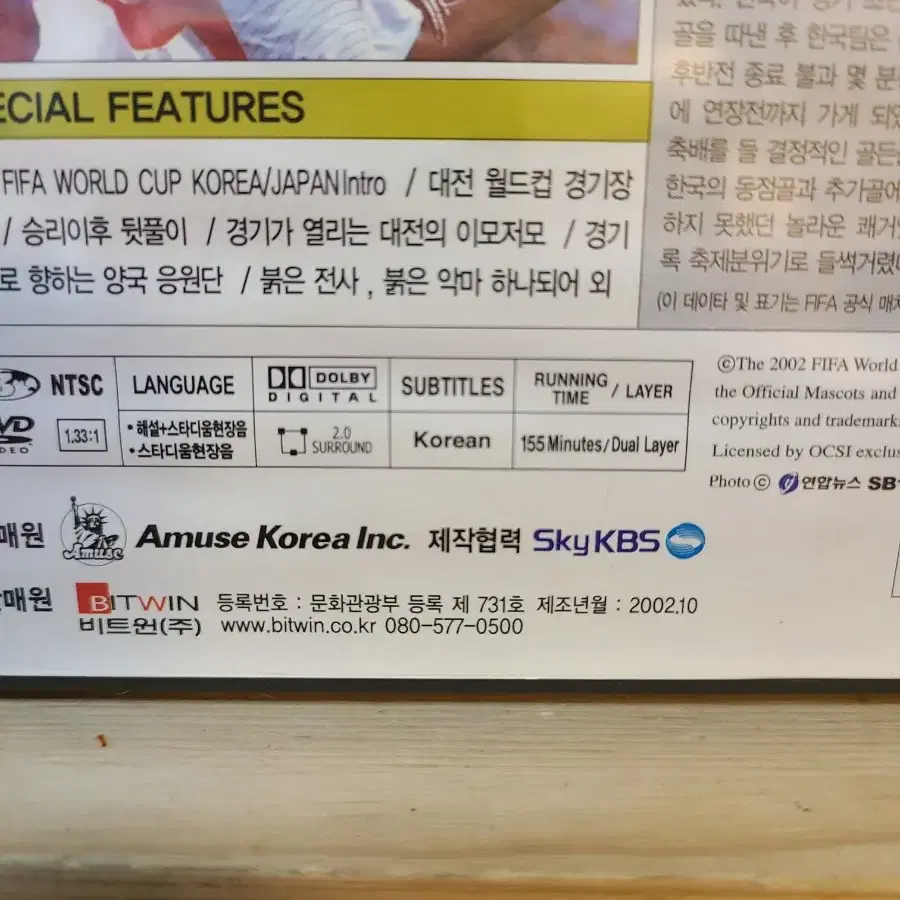 ECIAL FEATURES
FIFA WORLD CUP KOREA/JAPAN Intro / 대전 월드컵 경기장
/ 승리이후 뒷풀이 / 경기가 열리는 대전의 이모저모 / 경기
로 향하는 양국 응원단 / 붉은 전사 , 붉은 악마 하나되어 외
골을 따낸 후 한국팀은
후반전 종료 불과 몇 분
에 연장전까지 가게 되었
축배를 들 결정적인 골든
한국의 동점골과 추가골에
하지 못했던 놀라운 쾌거
록 축제분위기로 들썩거렸
(이 데이타 및 표기는 FIFA 공식 매
NTSC
1.33:1
LANGUAGE
• 해설+스타디움현장음
• 스타디움현장음
DOLBY
DIGITAL
2.0
SURROUND
SUBTITLES
Korean
RUNNING TIME / LAYER
155 Minutes/Dual Layer
©The 2002 FIFA World
the Official Mascots and
copyrights and trademark
Licensed by OCSI exclus
Photo © 연합뉴스 SB
매원 Amuse Amuse Korea Inc. 제작협력 Sky KBS
매원 BITWIN 등록번호 : 문화관광부 등록 제 731호 제조년월 : 2002.10
비트윈(주) www.bitwin.co.kr 080-577-0500